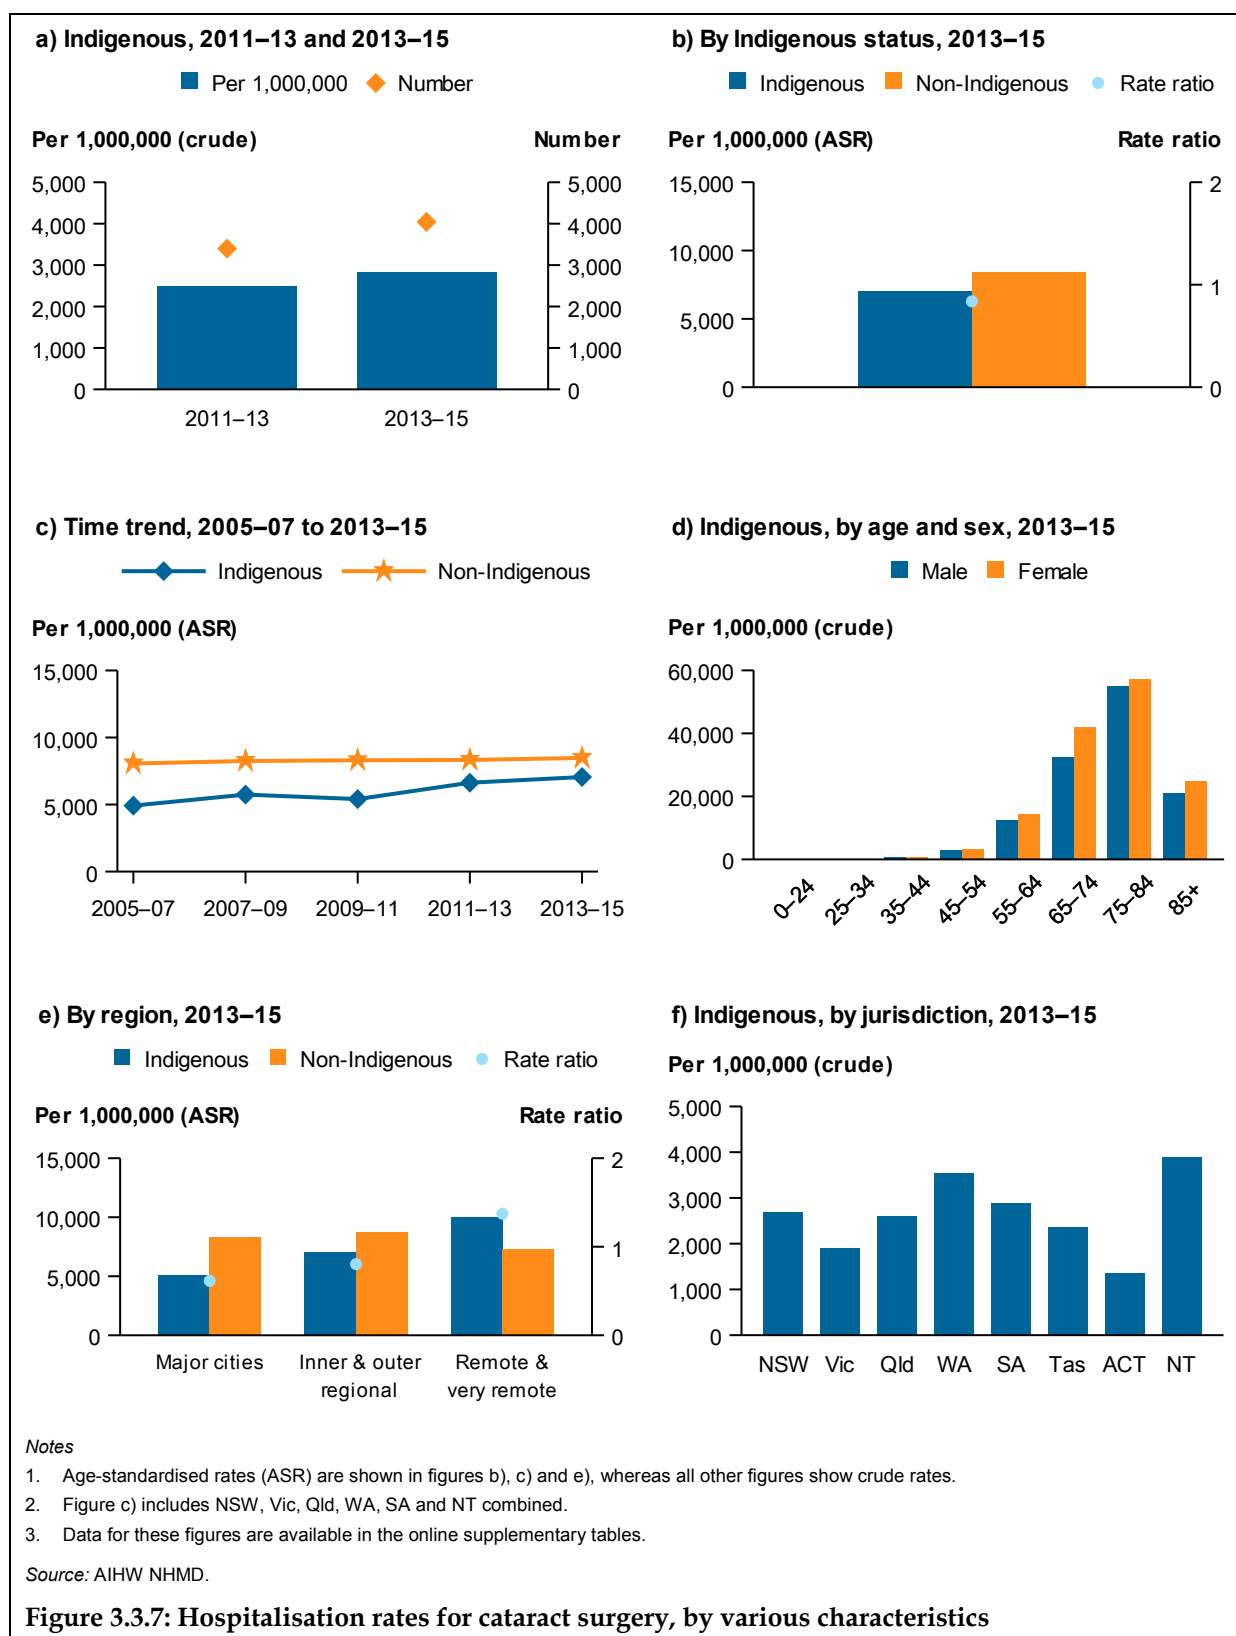 a) Indigenous, 2011–13 and 2013–15
Per 1,000,000 Number
Per 1,000,000 (crude) Number
5,000 5,000
4,000 4,000
3,000 3,000
2,000 2,000
1,000 1,000
0 0
2011–13 2013–15
b) By Indigenous status, 2013–15
Indigenous Non-Indigenous Rate ratio
Per 1,000,000 (ASR) Rate ratio
15,000 2
10,000
1
5,000
0 0
c) Time trend, 2005–07 to 2013–15
Indigenous Non-Indigenous
Per 1,000,000 (ASR)
15,000
10,000
5,000
0
2005–07 2007–09 2009–11 2011–13 2013–15
d) Indigenous, by age and sex, 2013–15
Male Female
Per 1,000,000 (crude)
60,000
40,000
20,000
0
0–24 25–34 35–44 45–54 55–64 65–74 75–84 85+
e) By region, 2013–15
Indigenous Non-Indigenous Rate ratio
Per 1,000,000 (ASR) Rate ratio
15,000 2
10,000
1
5,000
0 0
Major cities Inner & outer Remote &
regional very remote
f) Indigenous, by jurisdiction, 2013–15
Per 1,000,000 (crude)
5,000
4,000
3,000
2,000
1,000
0
NSW Vic Qld WA SA Tas ACT NT
Notes
1. Age-standardised rates (ASR) are shown in figures b), c) and e), whereas all other figures show crude rates.
2. Figure c) includes NSW, Vic, Qld, WA, SA and NT combined.
3. Data for these figures are available in the online supplementary tables.
Source: AIHW NHMD.
Figure 3.3.7: Hospitalisation rates for cataract surgery, by various characteristics